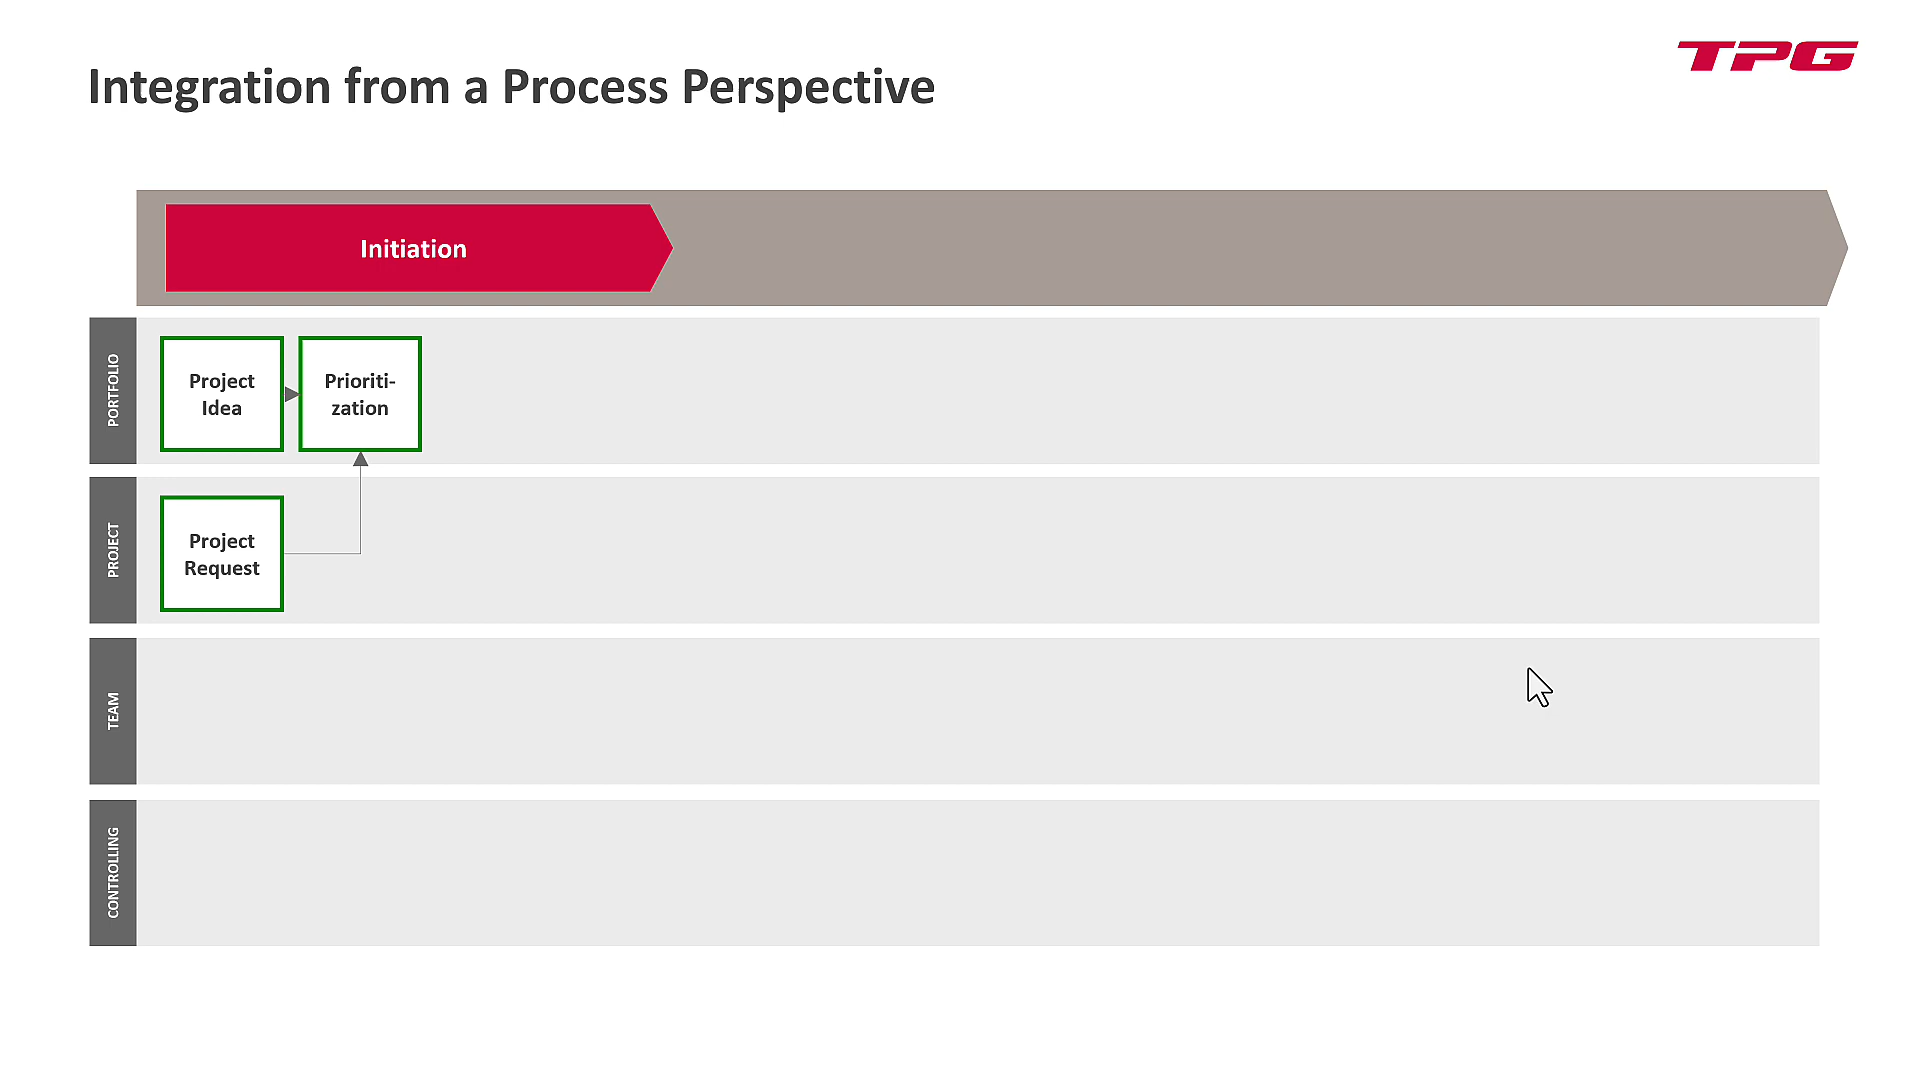 TPG
Integration from a Process Perspective
Initiation
PORTFOLIO
Project
Idea
Prioriti-
zation
PROJECT
Project
Request
TEAM
CONTROLLING